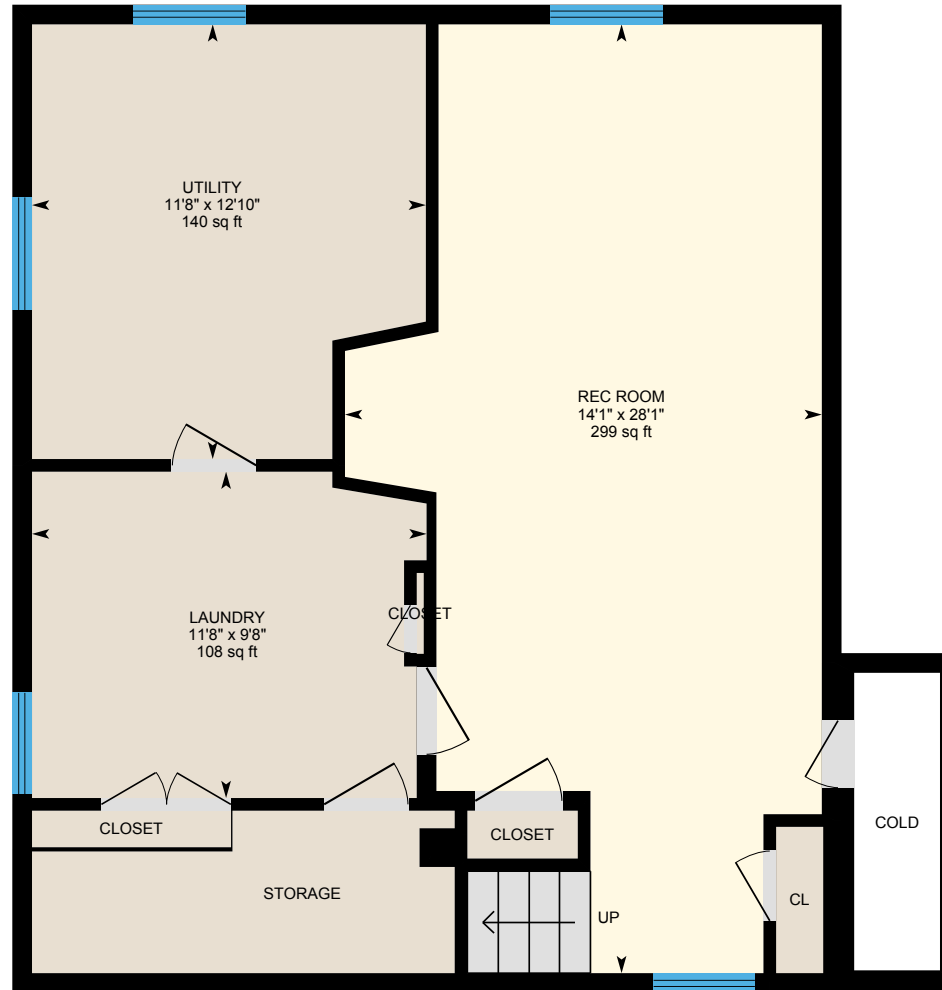 UTILITY
11'8" x 12'10"
140 sq ft
REC ROOM
14'1" x 28'1"
299 sq ft
LAUNDRY
11'8" x 9'8"
108 sq ft
CLOSET
CLOSET
CLOSET
COLD
STORAGE
CL
UP